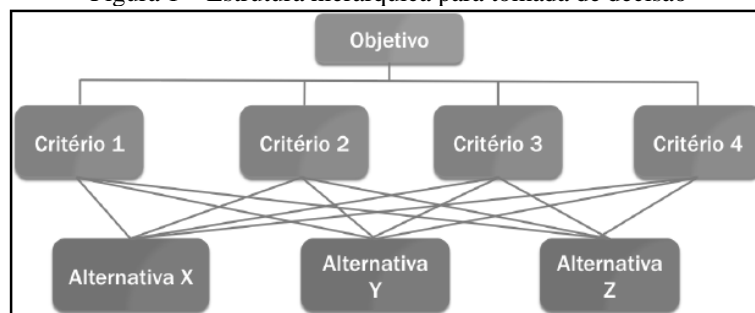 Figura 1 – Estrutura hierárquica para tomada de decisão
Objetivo
Critério 1
Critério 2
Critério 3
Critério 4
Alternativa X
Alternativa
Y
Alternativa
Z